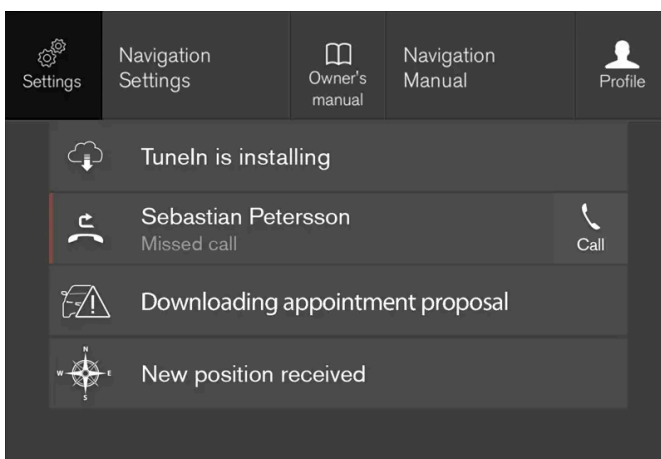 Settings
Navigation
Settings
Owner's
manual
Navigation
Manual
Profile
TuneIn is installing
Sebastian Petersson
Missed call
Call
Downloading appointment proposal
N
W E
S
New position received